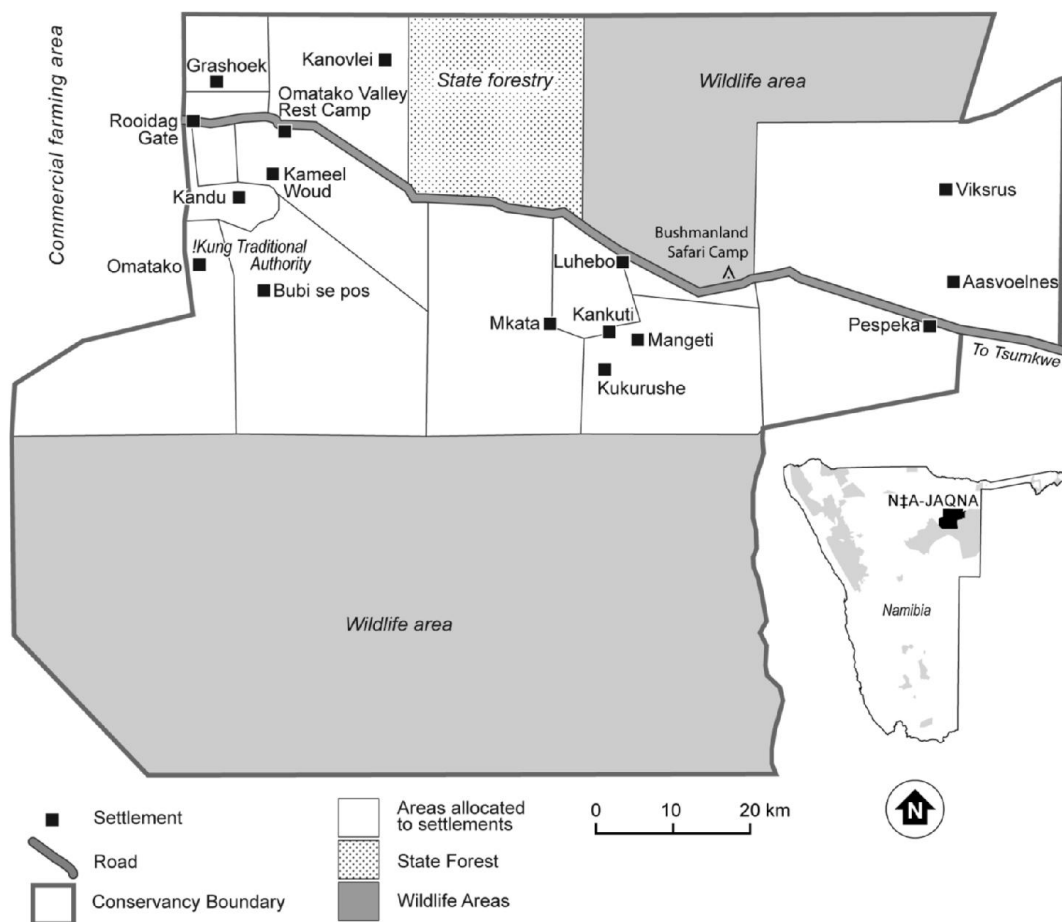 Commercial farming area
Grashoek
Kanovlei
State forestry
Wildlife area
Omatako Valley
Rest Camp
Rooidag
Gate
Kameel
Woud
Kandu
Viksrus
!Kung Traditional
Authority
Omatako
Bubi se pos
Bushmanland
Safari Camp
Luhebo
Aasvoelnes
Mkata
Kankuti
Mangeti
Pespeka
To Tsumkwe
Kukurushe
Wildlife area
N‡A-JAQNA
Namibia
Settlement
Road
Conservancy Boundary
Areas allocated
to settlements
State Forest
Wildlife Areas
0 10 20 km
N